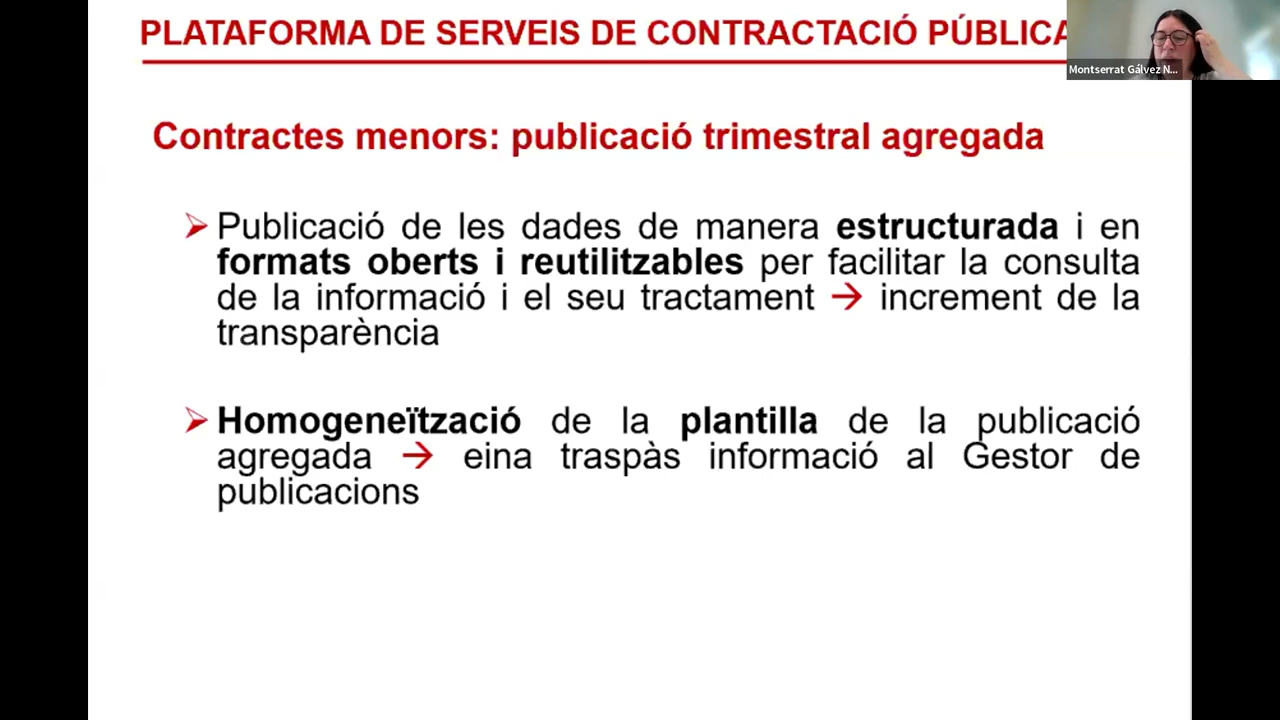 PLATAFORMA DE SERVEIS DE CONTRACTACIÓ PÚBLICA
Montserrat Gálvez N...
Contractes menors: publicació trimestral agregada
Publicació de les dades de manera estructurada i en
formats oberts i reutilitzables per facilitar la consulta
de la informació i el seu tractament → increment de la
transparència
Homogeneïtzació de la plantilla de la publicació
agregada → eina traspàs informació al Gestor de
publicacions